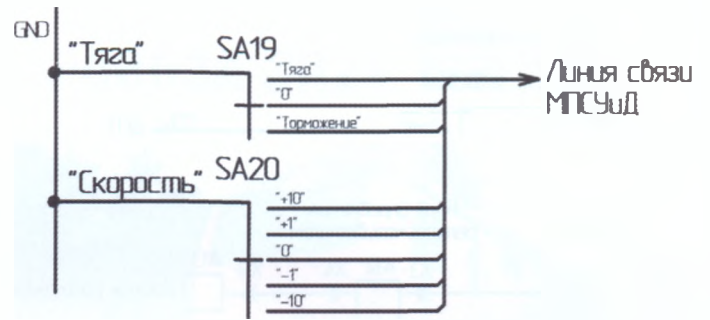 GND
"Тяга" SA19
"Тяга"
"0"
"Торможение"
Линия связи
МПСУиД
"Скорость" SA20
"+10"
"+1"
"0"
"-1"
"-10"